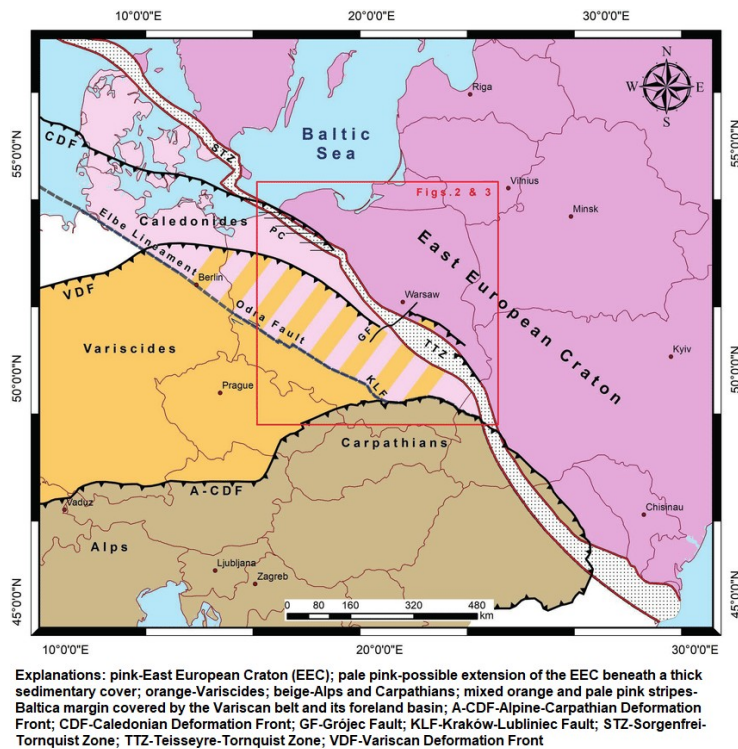 10°0'0"E 20°0'0"E 30°0'0"E
N
W E
S
Riga
Baltic
Sea
55°0'0"N
55°0'0"N
CDF
STZ
Figs.2 & 3
Vilnius
Minsk
Caledonides
PC
Elbe Lineament
East European Craton
Berlin
VDF
Warsaw
Odra Fault
GF
TTZ
Variscides
Kyiv
50°0'0"N
50°0'0"N
KLF
Prague
Carpathians
A-CDF
Vaduz
Chisinau
Alps
Ljubljana
Zagreb
45°0'0"N
45°0'0"N
0 80 160 320 480
km
10°0'0"E 20°0'0"E 30°0'0"E
Explanations: pink-East European Craton (EEC); pale pink-possible extension of the EEC beneath a thick
sedimentary cover; orange-Variscides; beige-Alps and Carpathians; mixed orange and pale pink stripes-
Baltica margin covered by the Variscan belt and its foreland basin; A-CDF-Alpine-Carpathian Deformation
Front; CDF-Caledonian Deformation Front; GF-Grójec Fault; KLF-Kraków-Lubliniec Fault; STZ-Sorgenfrei-
Tornquist Zone; TTZ-Teisseyre-Tornquist Zone; VDF-Variscan Deformation Front